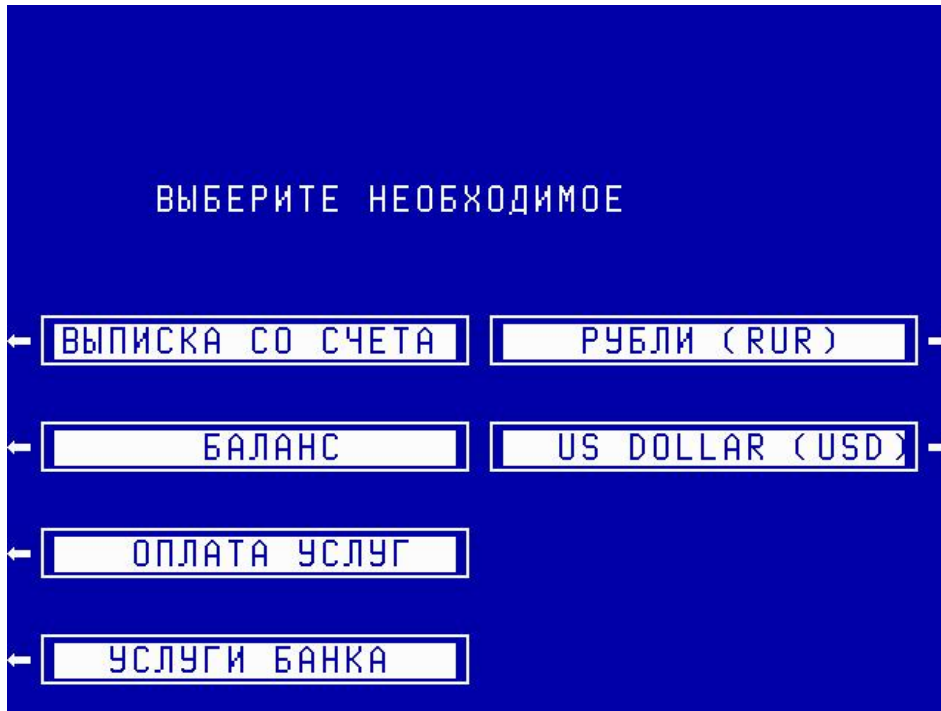 ВЫБЕРИТЕ НЕОБХОДИМОЕ
ВЫПИСКА СО СЧЕТА
РУБЛИ (RUR)
БАЛАНС
US DOLLAR (USD)
ОПЛАТА УСЛУГ
УСЛУГИ БАНКА